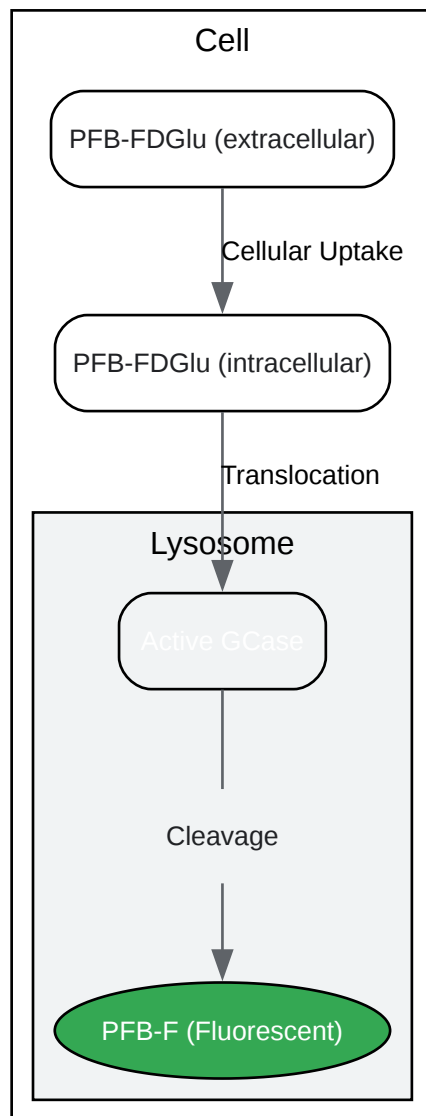 Cell
PFB-FDGlu (extracellular)
Cellular Uptake
PFB-FDGlu (intracellular)
Translocation
Lysosome
Active GCase
Cleavage
PFB-F (Fluorescent)